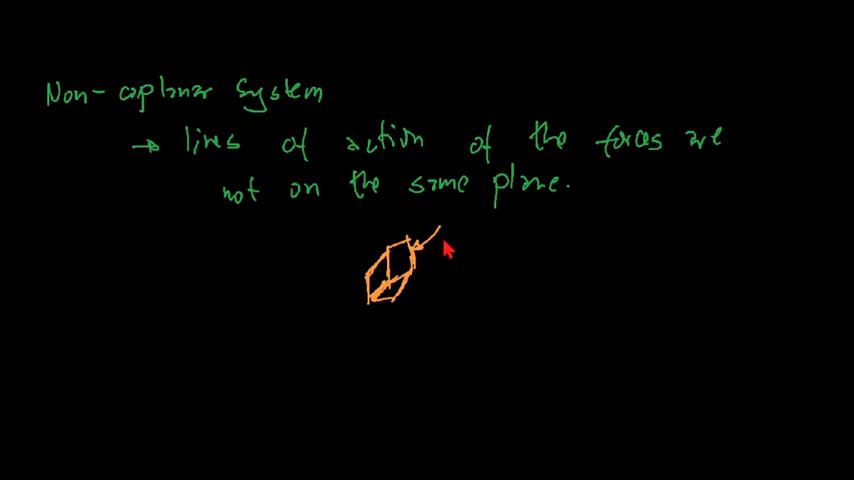 Non-coplanar System
→ lines of action of the forces are
not on the same plane.